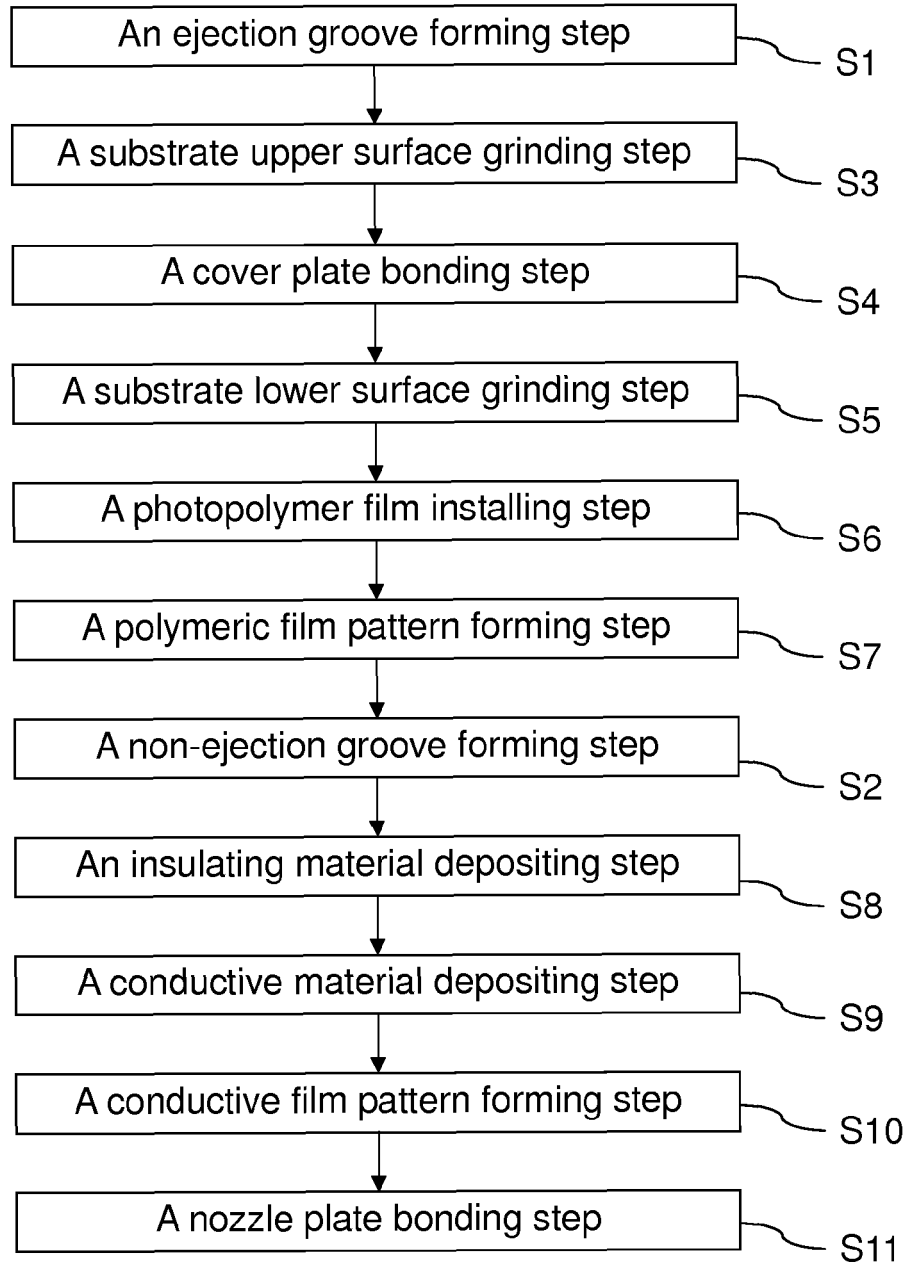 An ejection groove forming step
S1
A substrate upper surface grinding step
S3
A cover plate bonding step
S4
A substrate lower surface grinding step
S5
A photopolymer film installing step
S6
A polymeric film pattern forming step
S7
A non-ejection groove forming step
S2
An insulating material depositing step
S8
A conductive material depositing step
S9
A conductive film pattern forming step
S10
A nozzle plate bonding step
S11